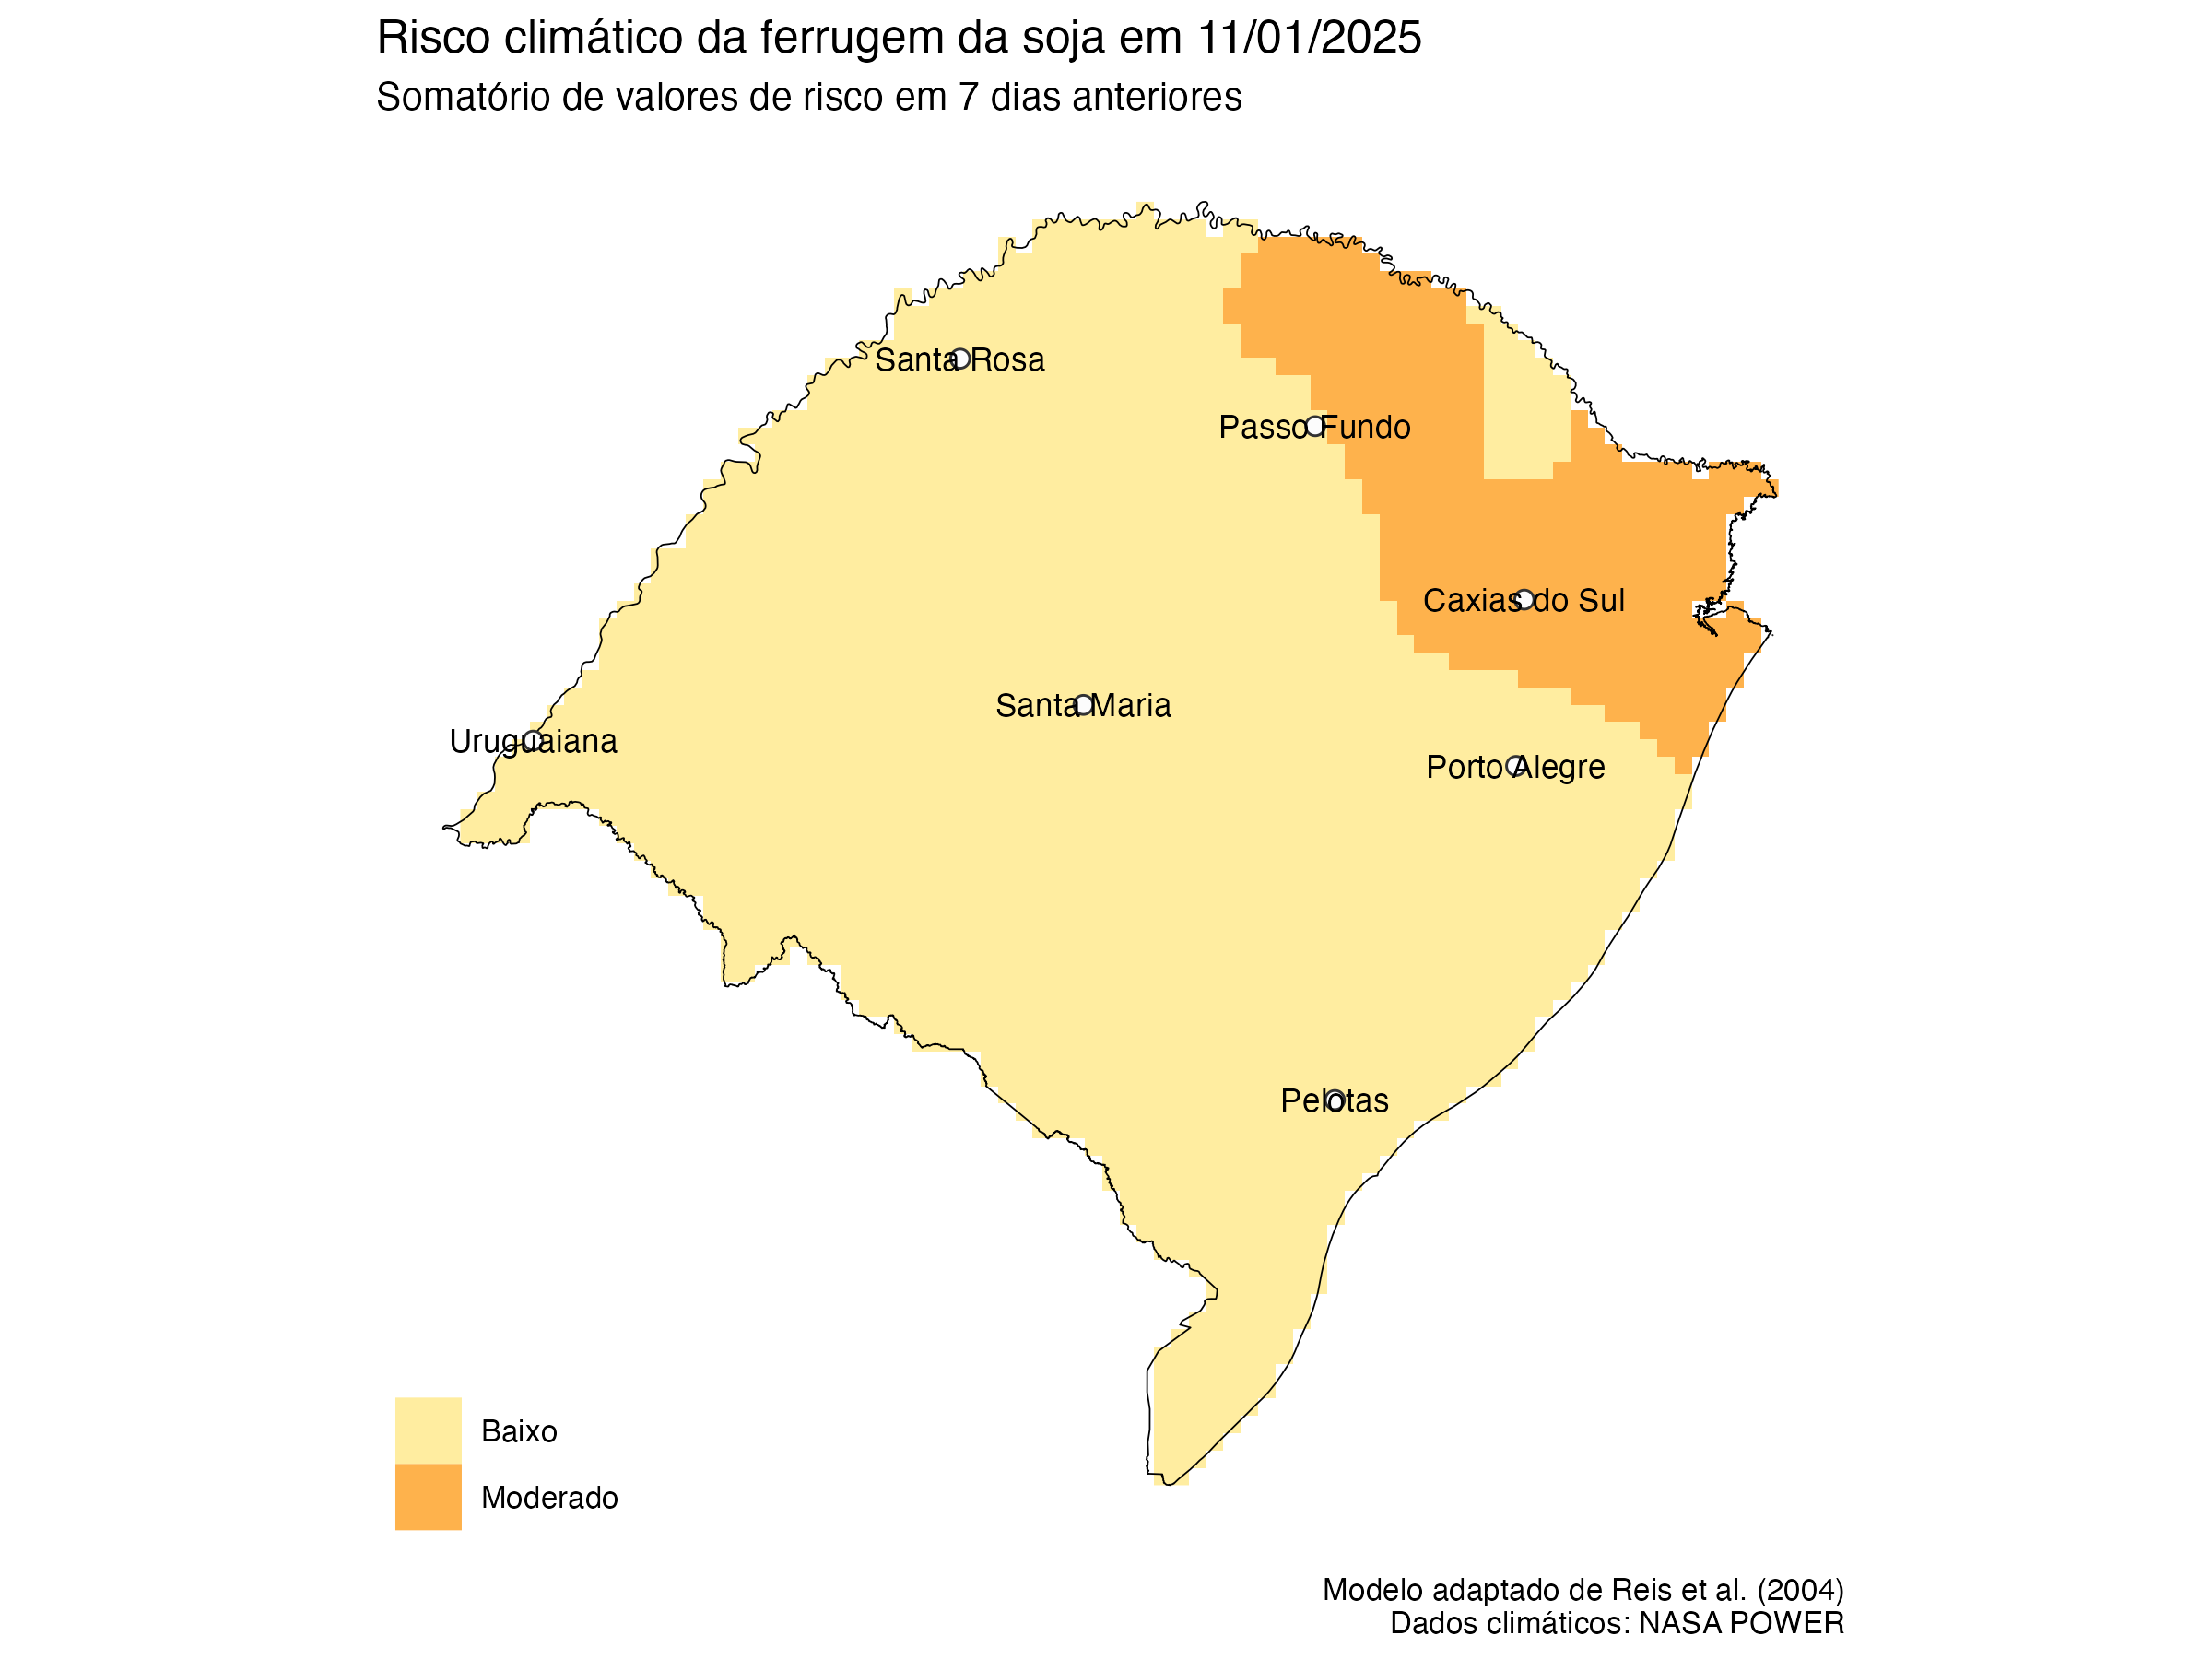 Risco climático da ferrugem da soja em 11/01/2025
Somatório de valores de risco em 7 dias anteriores
Santa Rosa
Passo Fundo
Caxias do Sul
Santa Maria
Uruguaiana
Porto Alegre
Pelotas
Baixo
Moderado
Modelo adaptado de Reis et al. (2004)
Dados climáticos: NASA POWER